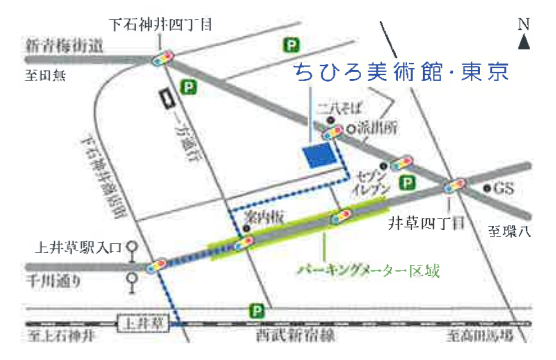 下石神井四丁目
N
新青梅街道
至田無
P
P
ちひろ美術館・東京
一方通行
二八そば
派出所
下石神井商店街
セブン
イレブン
P
GS
案内板
井草四丁目
至環八
上井草駅入口
千川通り
パーキングメーター区域
P
上井草
至上石神井
西武新宿線
至高田馬場